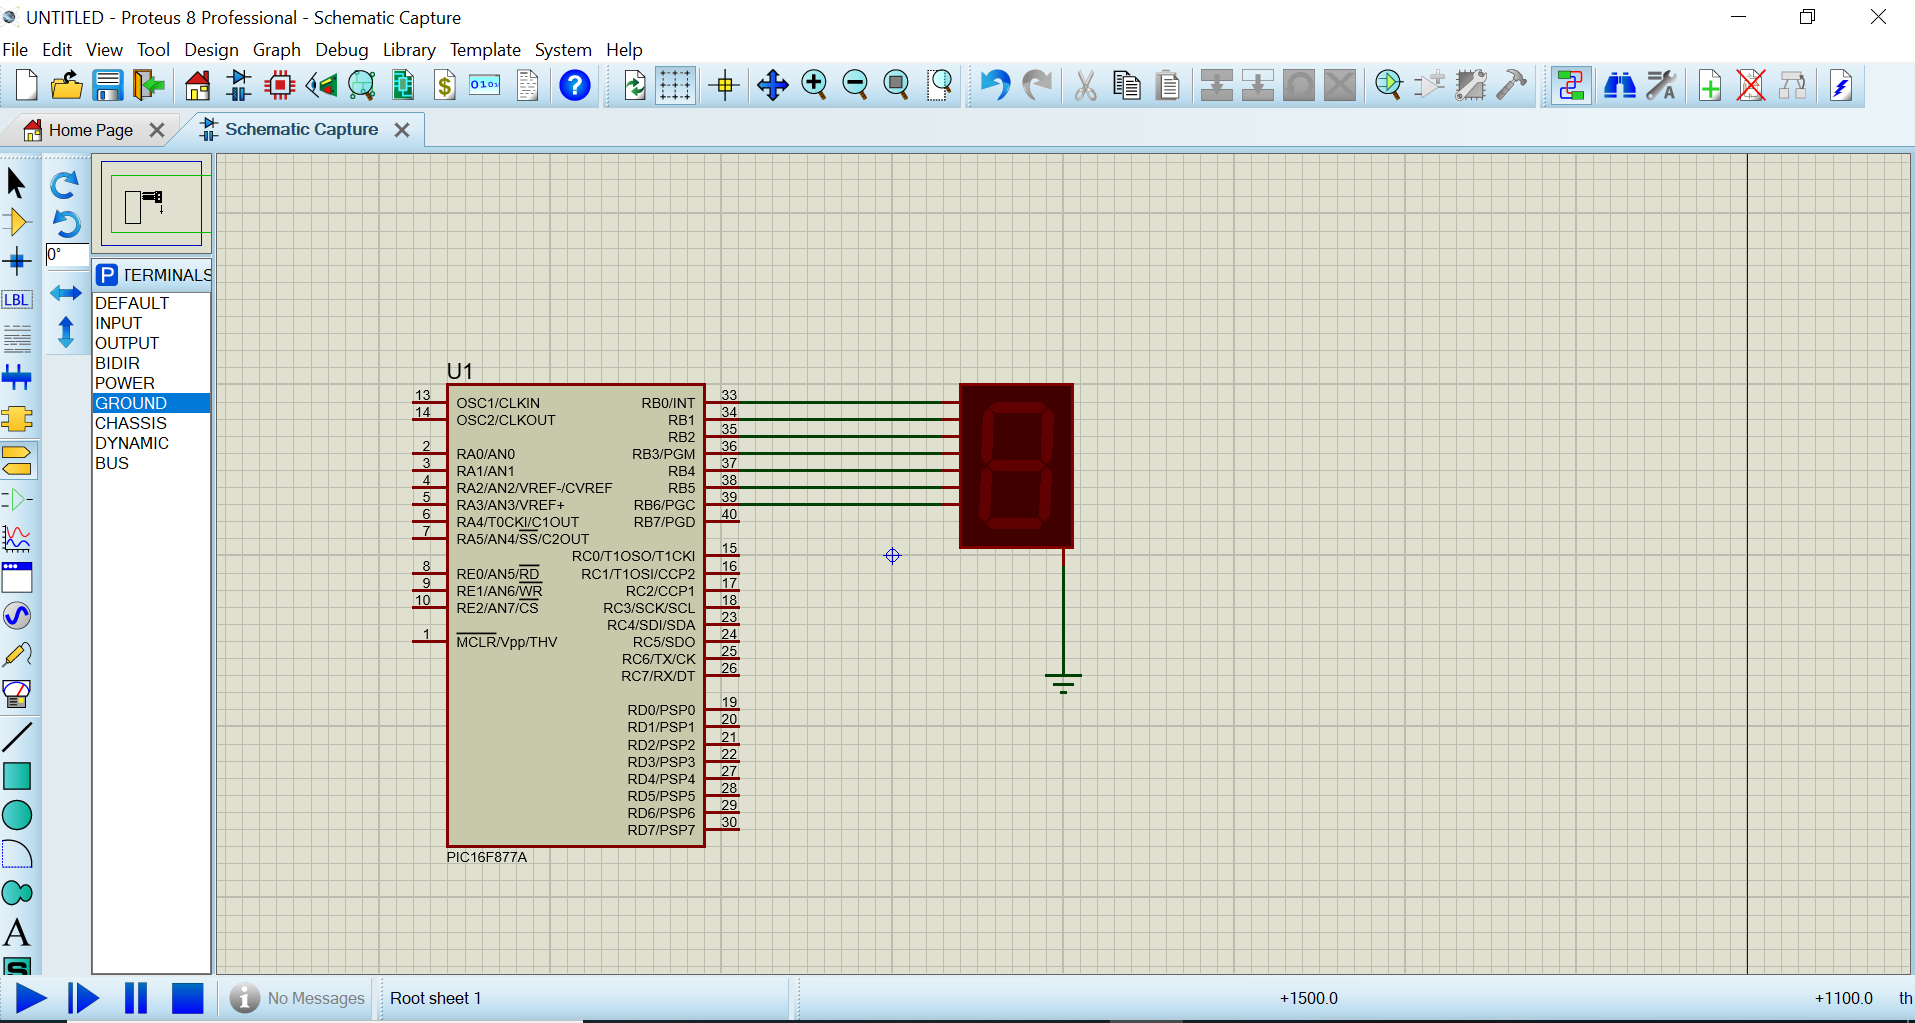 UNTITLED - Proteus 8 Professional - Schematic Capture
File Edit View Tool Design Graph Debug Library Template System Help
$ 0101 ?
Home Page Schematic Capture
0°
P TERMINALS
LBL
DEFAULT
INPUT
OUTPUT
BIDIR
POWER
GROUND
CHASSIS
DYNAMIC
BUS
A
S
U1
13 OSC1/CLKIN RB0/INT 33
14 OSC2/CLKOUT RB1 34
RB2 35
2 RA0/AN0 RB3/PGM 36
3 RA1/AN1 RB4 37
4 RA2/AN2/VREF-/CVREF RB5 38
5 RA3/AN3/VREF+ RB6/PGC 39
6 RA4/T0CKI/C1OUT RB7/PGD 40
7 RA5/AN4/SS/C2OUT
RC0/T1OSO/T1CKI 15
8 RE0/AN5/RD RC1/T1OSI/CCP2 16
9 RE1/AN6/WR RC2/CCP1 17
10 RE2/AN7/CS RC3/SCK/SCL 18
RC4/SDI/SDA 23
1 MCLR/Vpp/THV RC5/SDO 24
RC6/TX/CK 25
RC7/RX/DT 26
RD0/PSP0 19
RD1/PSP1 20
RD2/PSP2 21
RD3/PSP3 22
RD4/PSP4 27
RD5/PSP5 28
RD6/PSP6 29
RD7/PSP7 30
PIC16F877A
No Messages Root sheet 1 +1500.0 +1100.0 th